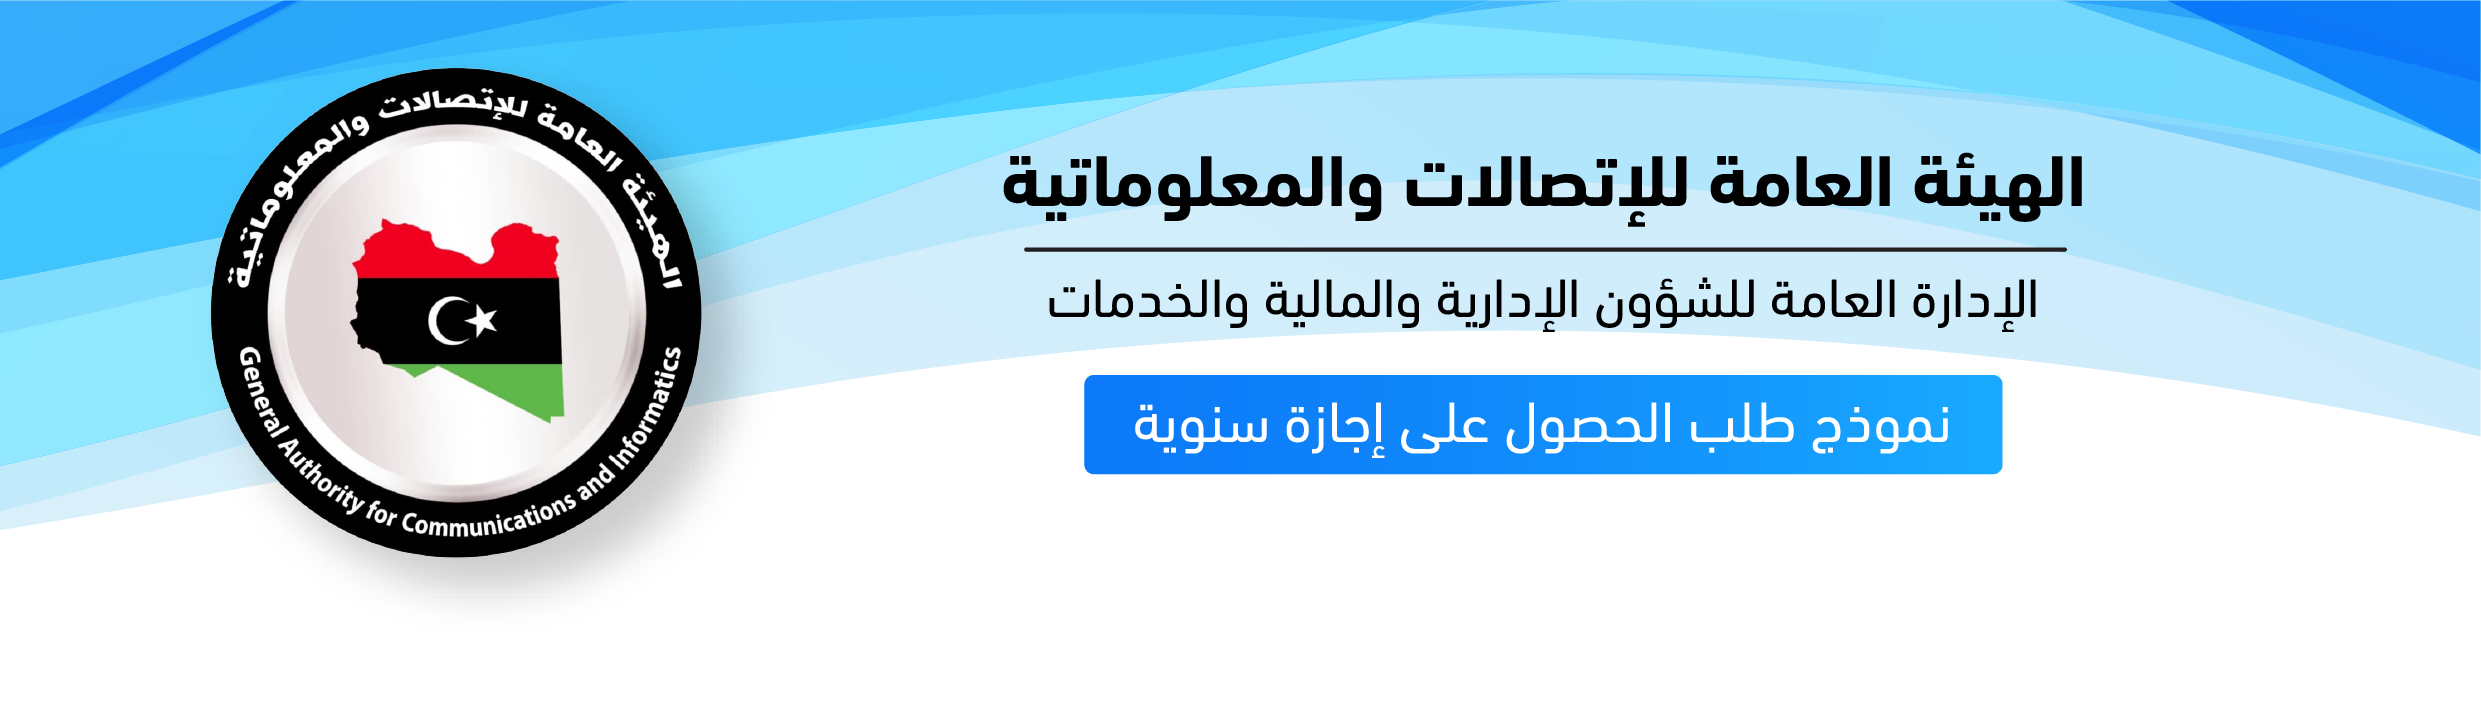 الهيئة العامة للإتصالات والمعلوماتية
الإدارة العامة للشؤون الإدارية والمالية والخدمات
نموذج طلب الحصول على إجازة سنوية
الهيئة العامة للإتصالات والمعلوماتية
General Authority for Communications and Informatics